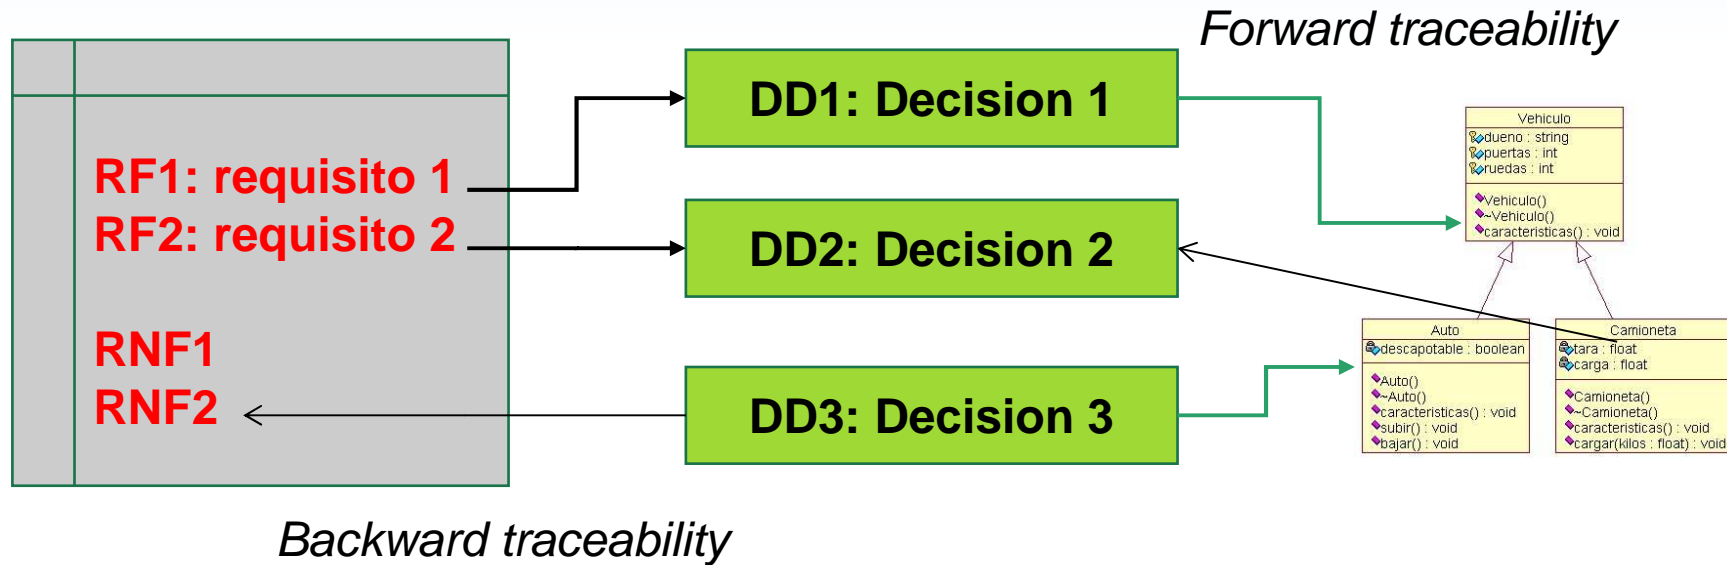 Forward traceability
RF1: requisito 1
RF2: requisito 2
RNF1
RNF2
DD1: Decision 1
DD2: Decision 2
DD3: Decision 3
Vehiculo
dueno : string
puertas : int
ruedas : int
Vehiculo()
~Vehiculo()
caracteristicas() : void
Auto
descapotable : boolean
Auto()
~Auto()
caracteristicas() : void
subir() : void
bajar() : void
Camioneta
tara : float
carga : float
Camioneta()
~Camioneta()
caracteristicas() : void
cargar(kilos : float) : void
Backward traceability